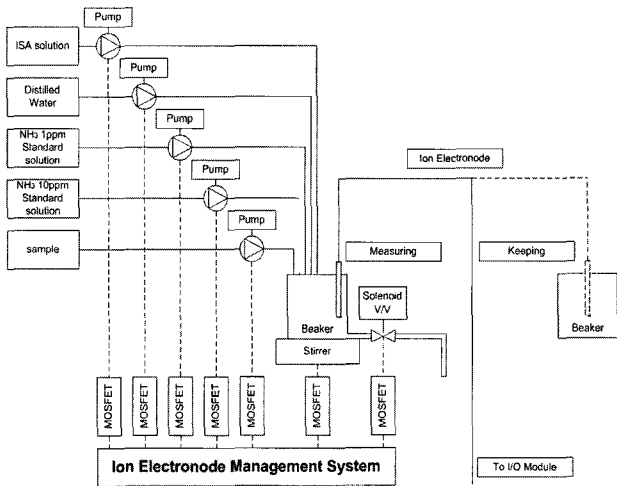 Pump
ISA solution
Pump
Distilled
Water
Pump
NH3 1ppm
Standard
solution
Pump
NH3 10ppm
Standard
solution
Pump
sample
Ion Electronode
Measuring
Keeping
Solenoid
V/V
Beaker
Stirrer
Beaker
MOSFET
MOSFET
MOSFET
MOSFET
MOSFET
MOSFET
MOSFET
Ion Electronode Management System
To I/O Module